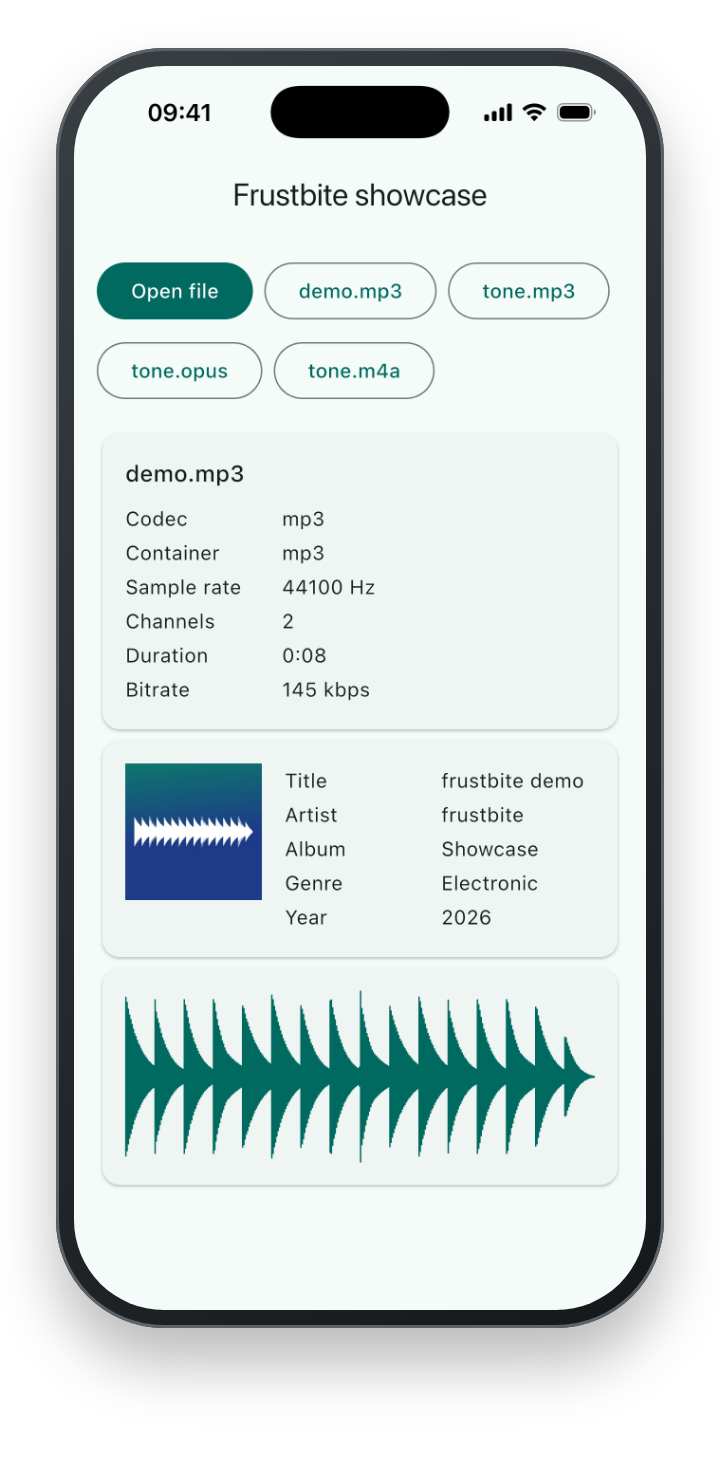 09:41
Frustbite showcase
Open file demo.mp3 tone.mp3
tone.opus tone.m4a
demo.mp3
Codec mp3
Container mp3
Sample rate 44100 Hz
Channels 2
Duration 0:08
Bitrate 145 kbps
Title frustbite demo
Artist frustbite
Album Showcase
Genre Electronic
Year 2026